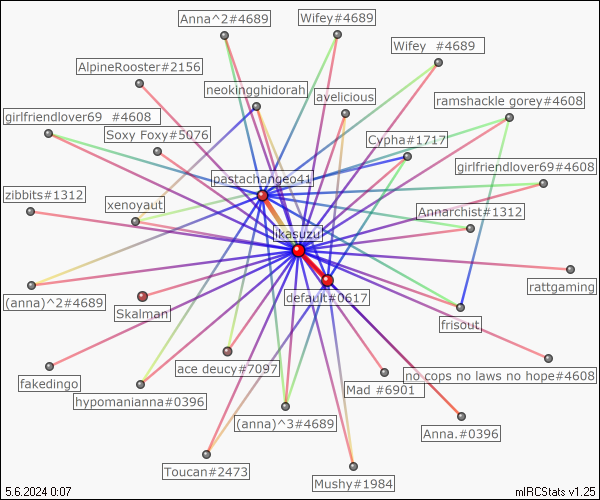 Anna^2#4689
Wifey#4689
Wifey  #4689
AlpineRooster#2156
neokingghidorah
avelicious
ramshackle gorey#4608
girlfriendlover69  #4608
Soxy Foxy#5076
Cypha#1717
girlfriendlover69#4608
pastachangeo41
zibbits#1312
xenoyaut
Annarchist#1312
ikasuzu
rattgaming
(anna)^2#4689
Skalman
default#0617
frisout
fakedingo
ace deucy#7097
no cops no laws no hope#4608
Mad #6901
hypomanianna#0396
(anna)^3#4689
Anna.#0396
Toucan#2473
Mushy#1984
5.6.2024 0:07
mIRCStats v1.25